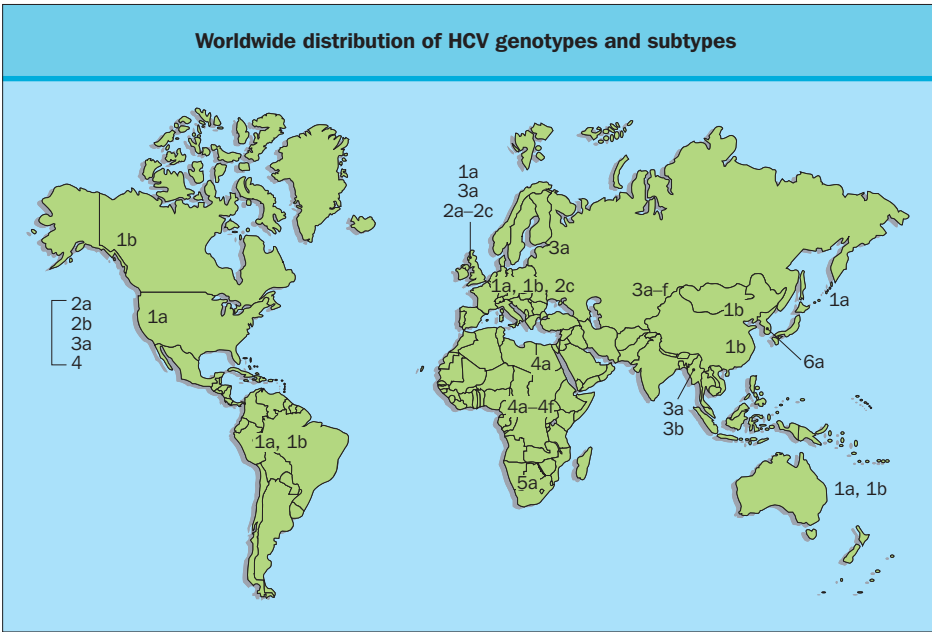 Worldwide distribution of HCV genotypes and subtypes
1a
3a
2a–2c
1b
3a
1a, 1b, 2c
3a–f
1b
1a
2a
2b
3a
4
1a
1b
6a
4a
4a–4f
3a
3b
1a, 1b
5a
1a, 1b